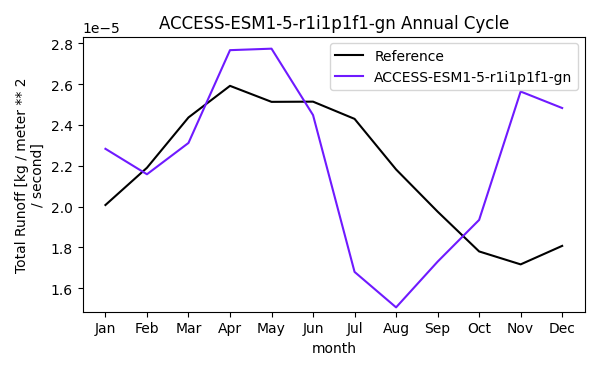 ACCESS-ESM1-5-r1i1p1f1-gn Annual Cycle
1e−5
2.8
2.6
2.4
2.2
2.0
1.8
1.6
Total Runoff [kg / meter ** 2
/ second]
Reference
ACCESS-ESM1-5-r1i1p1f1-gn
Jan Feb Mar Apr May Jun Jul Aug Sep Oct Nov Dec
month